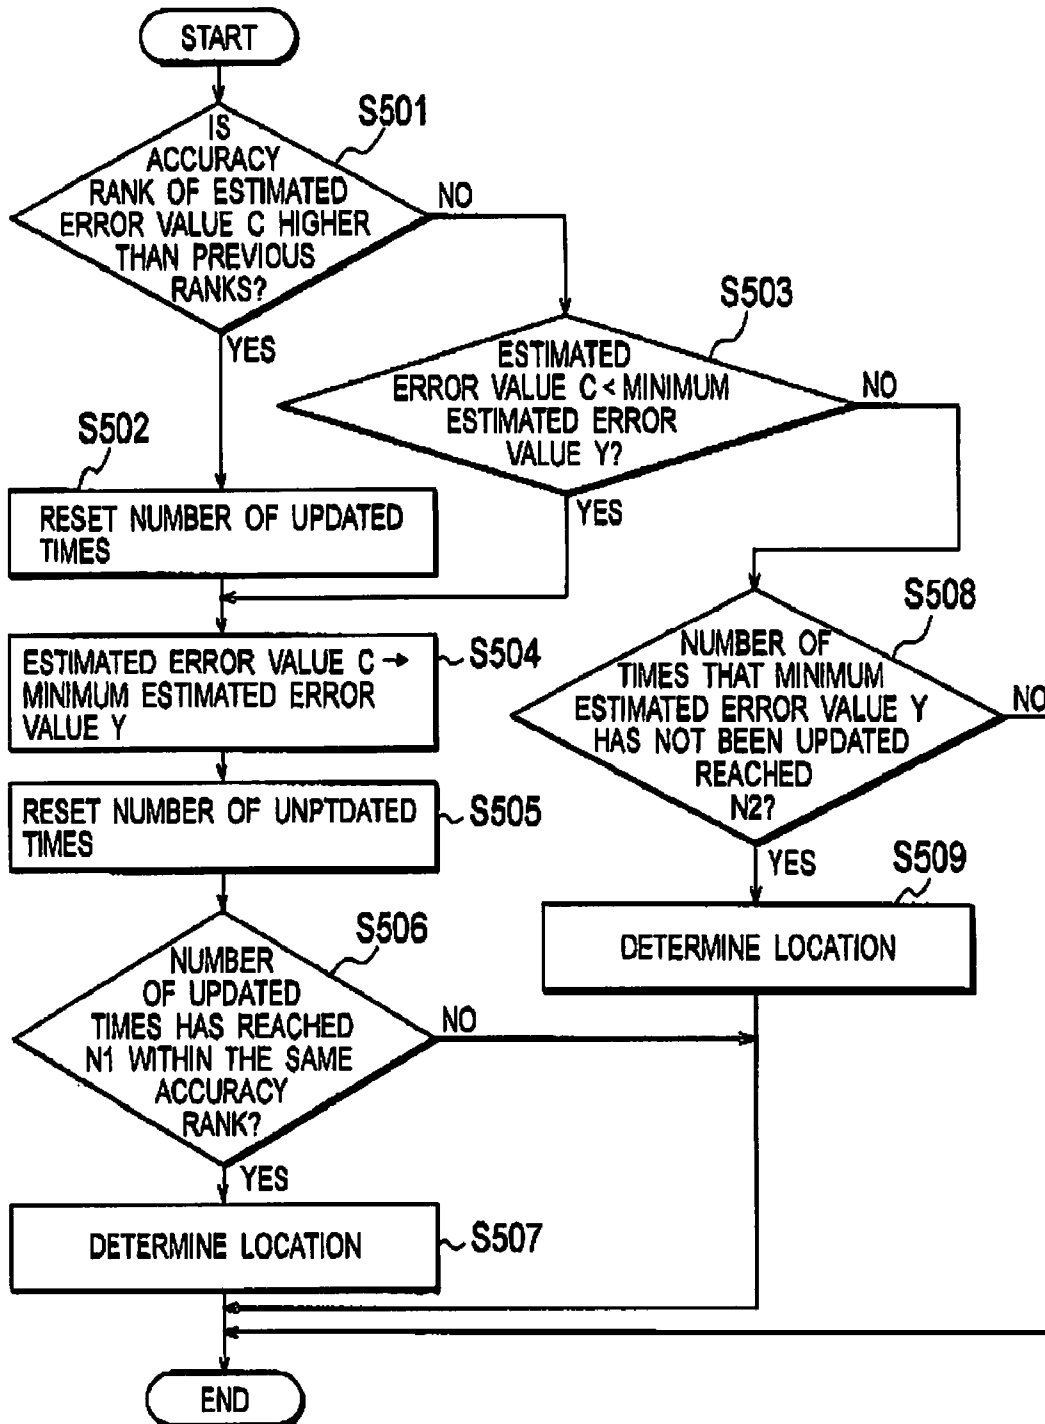 START
S501
IS
ACCURACY
RANK OF ESTIMATED
ERROR VALUE C HIGHER
THAN PREVIOUS
RANKS?
NO
YES
S503
ESTIMATED
ERROR VALUE C < MINIMUM
ESTIMATED ERROR
VALUE Y?
NO
YES
S502
RESET NUMBER OF UPDATED
TIMES
ESTIMATED ERROR VALUE C →
MINIMUM ESTIMATED ERROR
VALUE Y
S504
RESET NUMBER OF UNPTDATED
TIMES
S505
S508
NUMBER OF
TIMES THAT MINIMUM
ESTIMATED ERROR VALUE Y
HAS NOT BEEN UPDATED
REACHED
N2?
NO
YES
S509
DETERMINE LOCATION
S506
NUMBER
OF UPDATED
TIMES HAS REACHED
N1 WITHIN THE SAME
ACCURACY
RANK?
NO
YES
DETERMINE LOCATION
S507
END